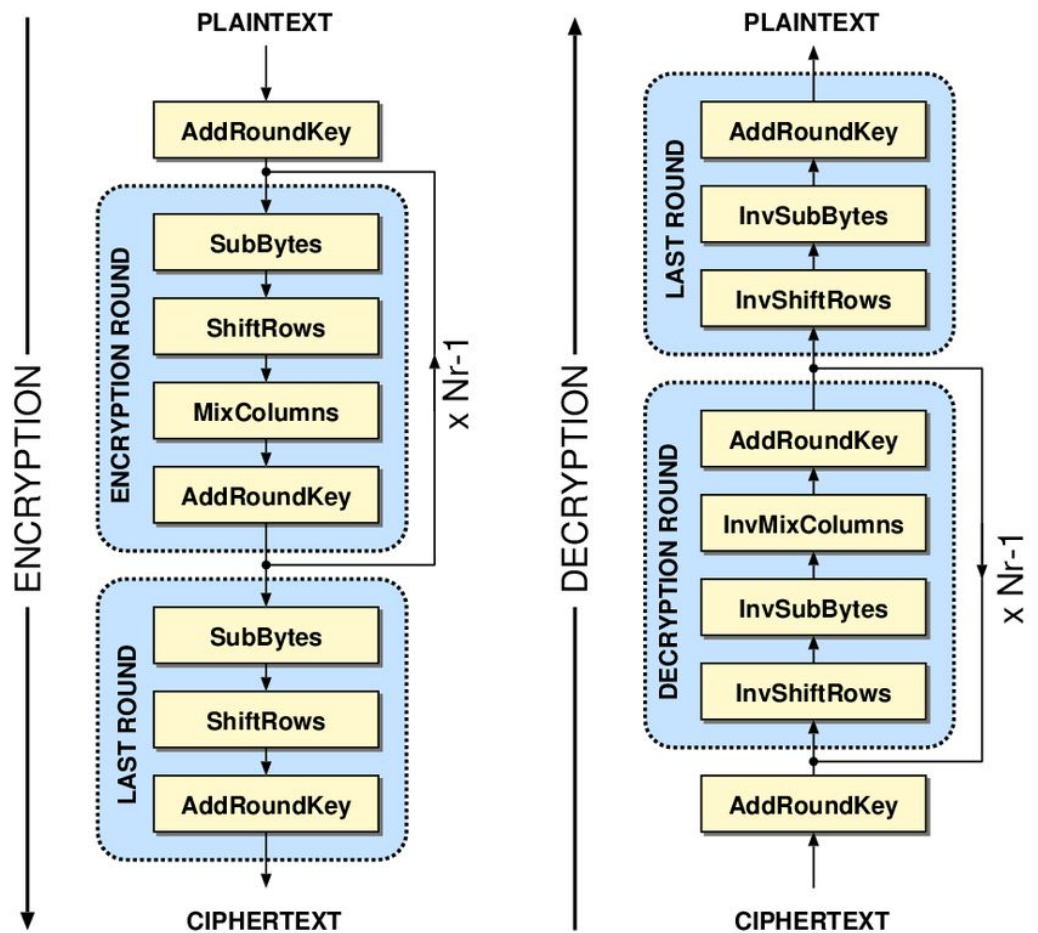 PLAINTEXT
AddRoundKey
ENCRYPTION ROUND
SubBytes
ShiftRows
MixColumns
AddRoundKey
x Nr-1
ENCRYPTION
LAST ROUND
SubBytes
ShiftRows
AddRoundKey
CIPHERTEXT
PLAINTEXT
LAST ROUND
AddRoundKey
InvSubBytes
InvShiftRows
DECRYPTION
DECRYPTION ROUND
AddRoundKey
InvMixColumns
InvSubBytes
InvShiftRows
x Nr-1
AddRoundKey
CIPHERTEXT